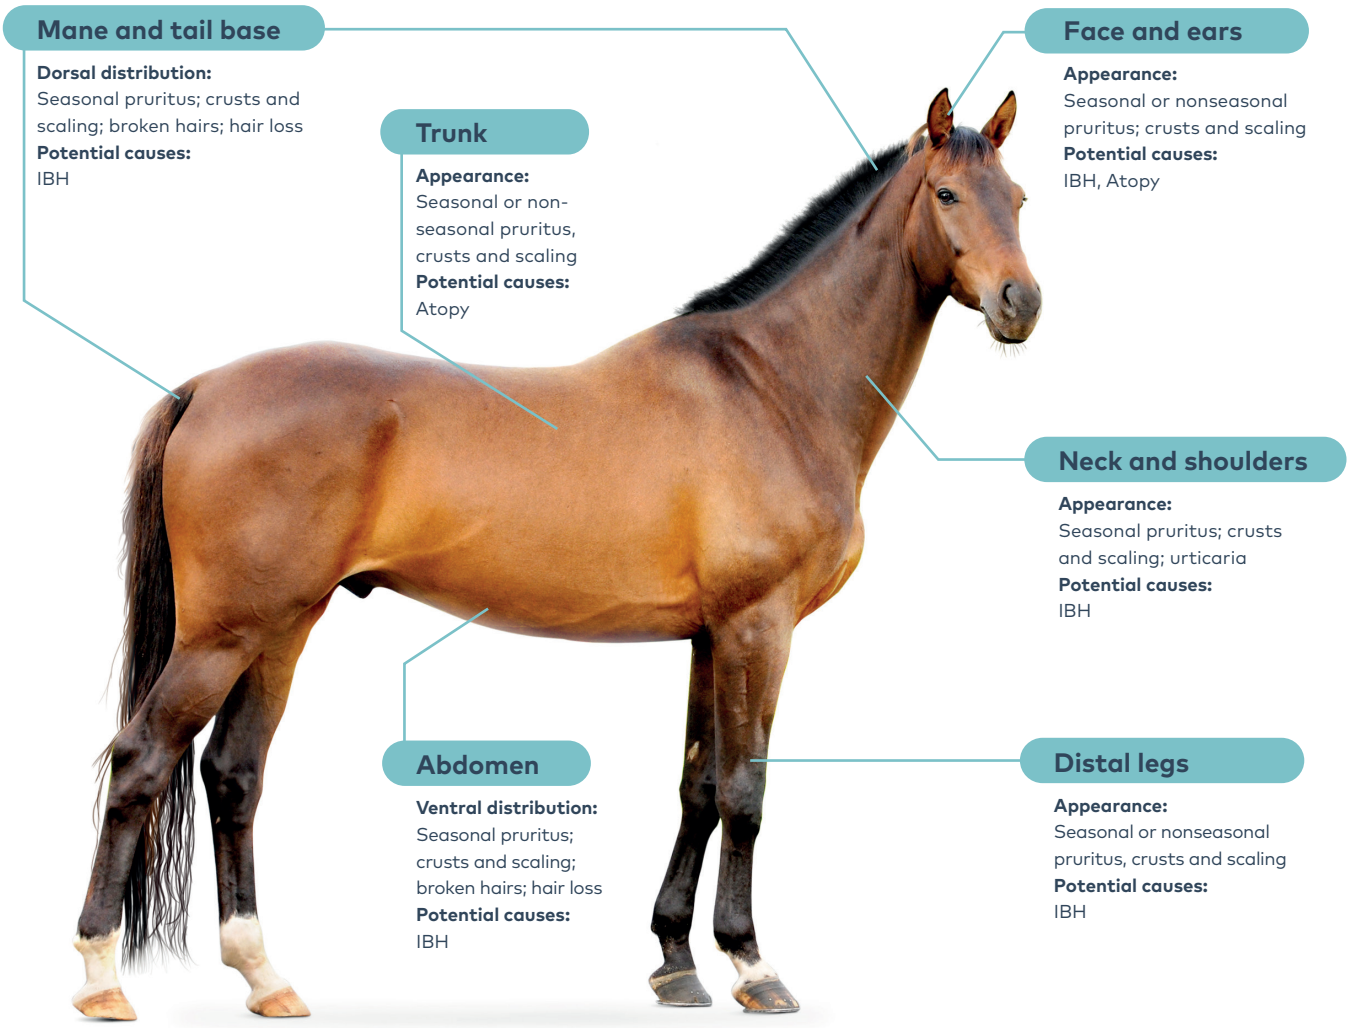 Mane and tail base
Dorsal distribution:
Seasonal pruritus; crusts and
scaling; broken hairs; hair loss
Potential causes:
IBH
Trunk
Appearance:
Seasonal or non-
seasonal pruritus,
crusts and scaling
Potential causes:
Atopy
Face and ears
Appearance:
Seasonal or nonseasonal
pruritus; crusts and scaling
Potential causes:
IBH, Atopy
Neck and shoulders
Appearance:
Seasonal pruritus; crusts
and scaling; urticaria
Potential causes:
IBH
Abdomen
Ventral distribution:
Seasonal pruritus;
crusts and scaling;
broken hairs; hair loss
Potential causes:
IBH
Distal legs
Appearance:
Seasonal or nonseasonal
pruritus, crusts and scaling
Potential causes:
IBH